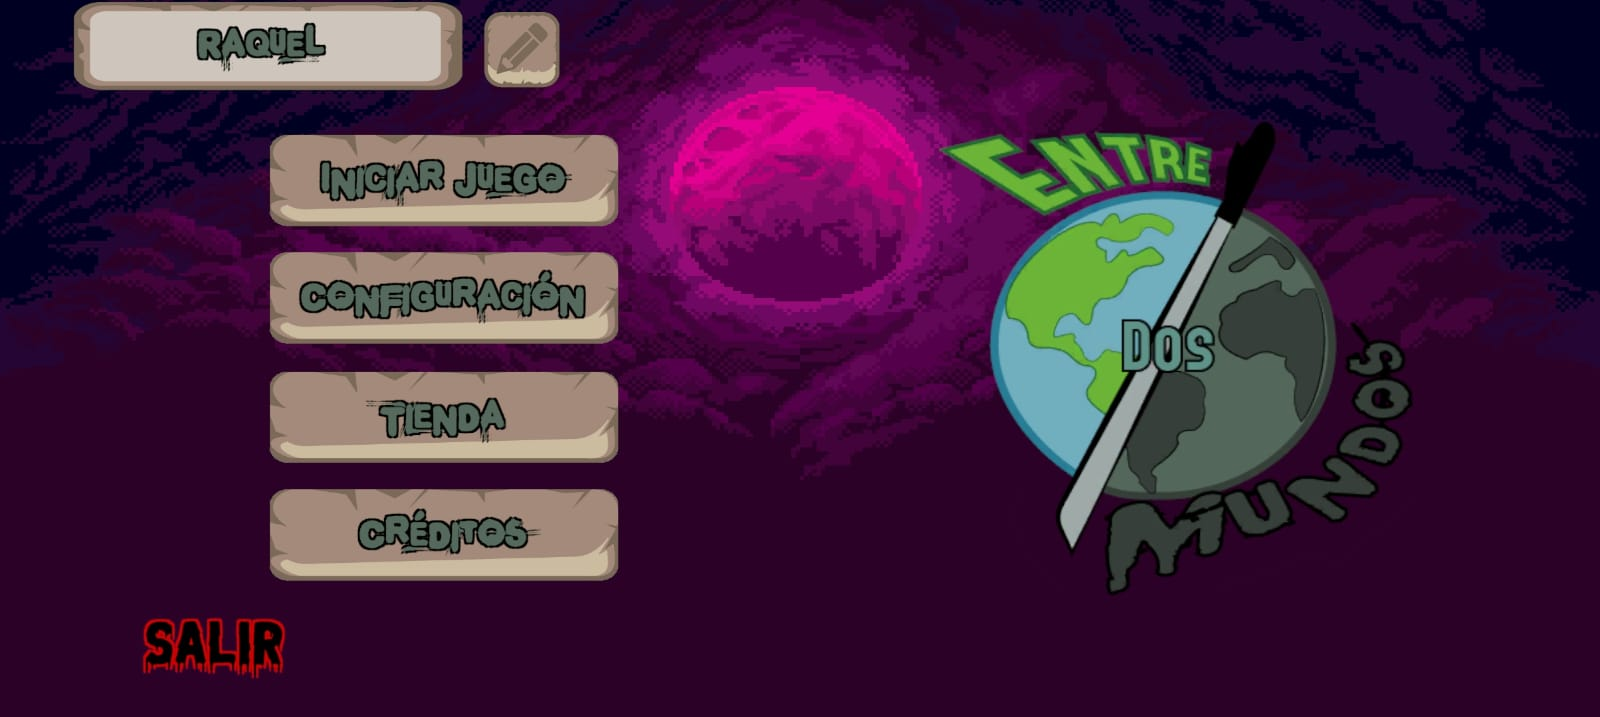 RAQUEL
INICIAR JUEGO
CONFIGURACIÓN
TIENDA
CRÉDITOS
SALIR
ENTRE
DOS
MUNDOS